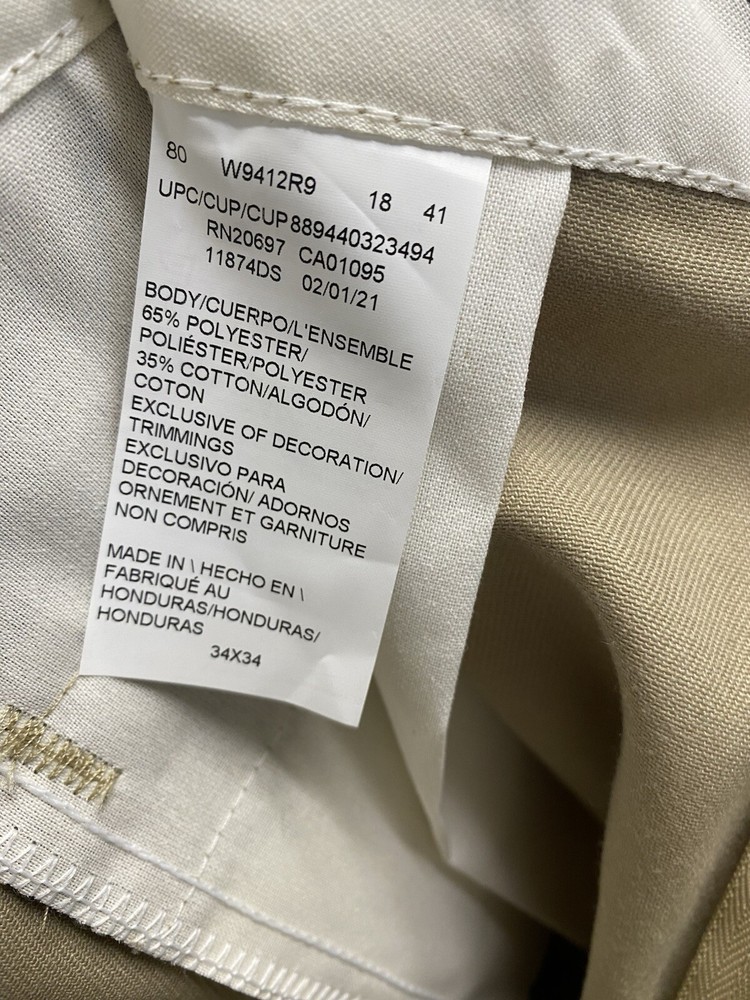 80 W9412R9 18 41
UPC/CUP/CUP 889440323494
RN20697 CA01095
11874DS 02/01/21
BODY/CUERPO/L'ENSEMBLE
65% POLYESTER/
POLIÉSTER/POLYESTER
35% COTTON/ALGODÓN/
COTON
EXCLUSIVE OF DECORATION/
TRIMMINGS
EXCLUSIVO PARA
DECORACIÓN/ ADORNOS
ORNEMENT ET GARNITURE
NON COMPRIS
MADE IN \ HECHO EN \
FABRIQUÉ AU
HONDURAS/HONDURAS/
HONDURAS
34X34